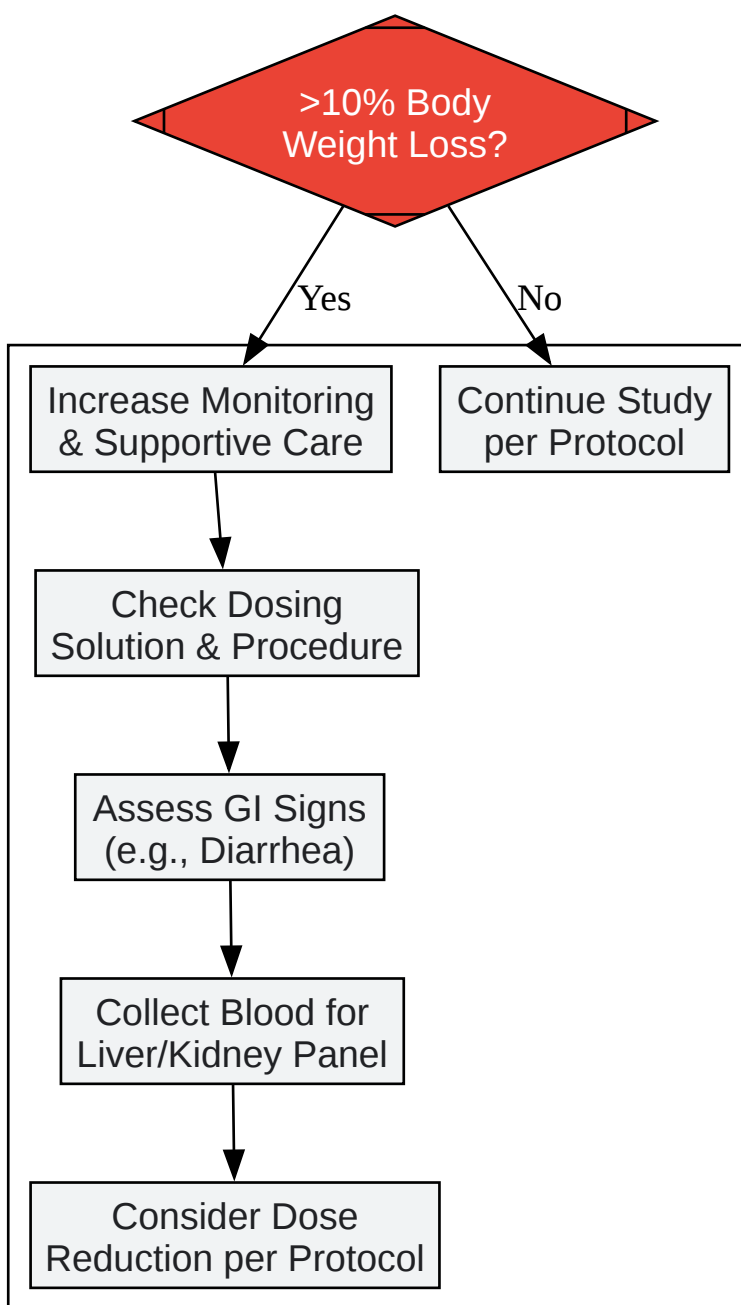 >10% Body
Weight Loss?
Yes
No
Increase Monitoring
& Supportive Care
Continue Study
per Protocol
Check Dosing
Solution & Procedure
Assess GI Signs
(e.g., Diarrhea)
Collect Blood for
Liver/Kidney Panel
Consider Dose
Reduction per Protocol